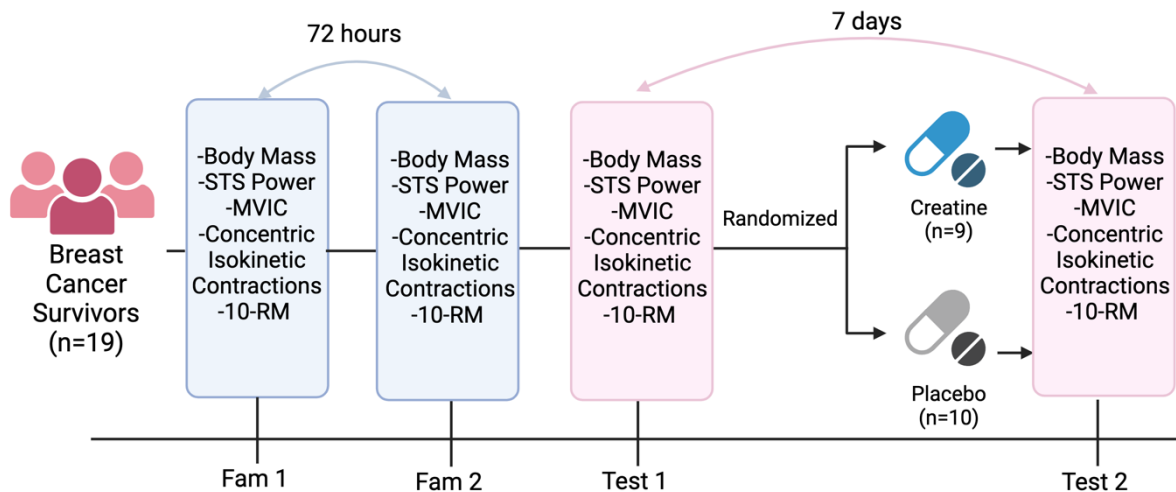 72 hours
7 days
Breast
Cancer
Survivors
(n=19)
-Body Mass
-STS Power
-MVIC
-Concentric
Isokinetic
Contractions
-10-RM
-Body Mass
-STS Power
-MVIC
-Concentric
Isokinetic
Contractions
-10-RM
-Body Mass
-STS Power
-MVIC
-Concentric
Isokinetic
Contractions
-10-RM
Randomized
Creatine
(n=9)
Placebo
(n=10)
-Body Mass
-STS Power
-MVIC
-Concentric
Isokinetic
Contractions
-10-RM
Fam 1
Fam 2
Test 1
Test 2